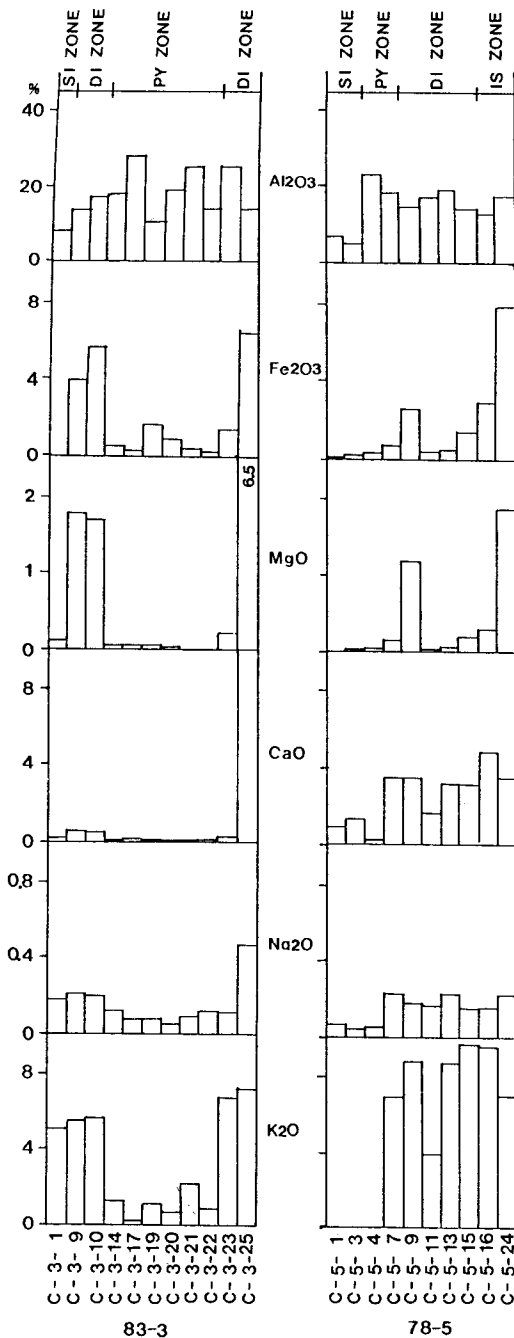 SI ZONE
DI ZONE
PY ZONE
DI ZONE
SI ZONE
PY ZONE
DI ZONE
IS ZONE
%
40
20
0
Al2O3
8
4
0
Fe2O3
6.5
2
1
0
MgO
8
4
0
CaO
0.8
0.4
0
Na2O
8
4
0
K2O
C-3-1
C-3-9
C-3-10
C-3-14
C-3-17
C-3-19
C-3-20
C-3-21
C-3-22
C-3-23
C-3-25
C-5-1
C-5-3
C-5-4
C-5-7
C-5-9
C-5-11
C-5-13
C-5-15
C-5-16
C-5-24
83-3
78-5